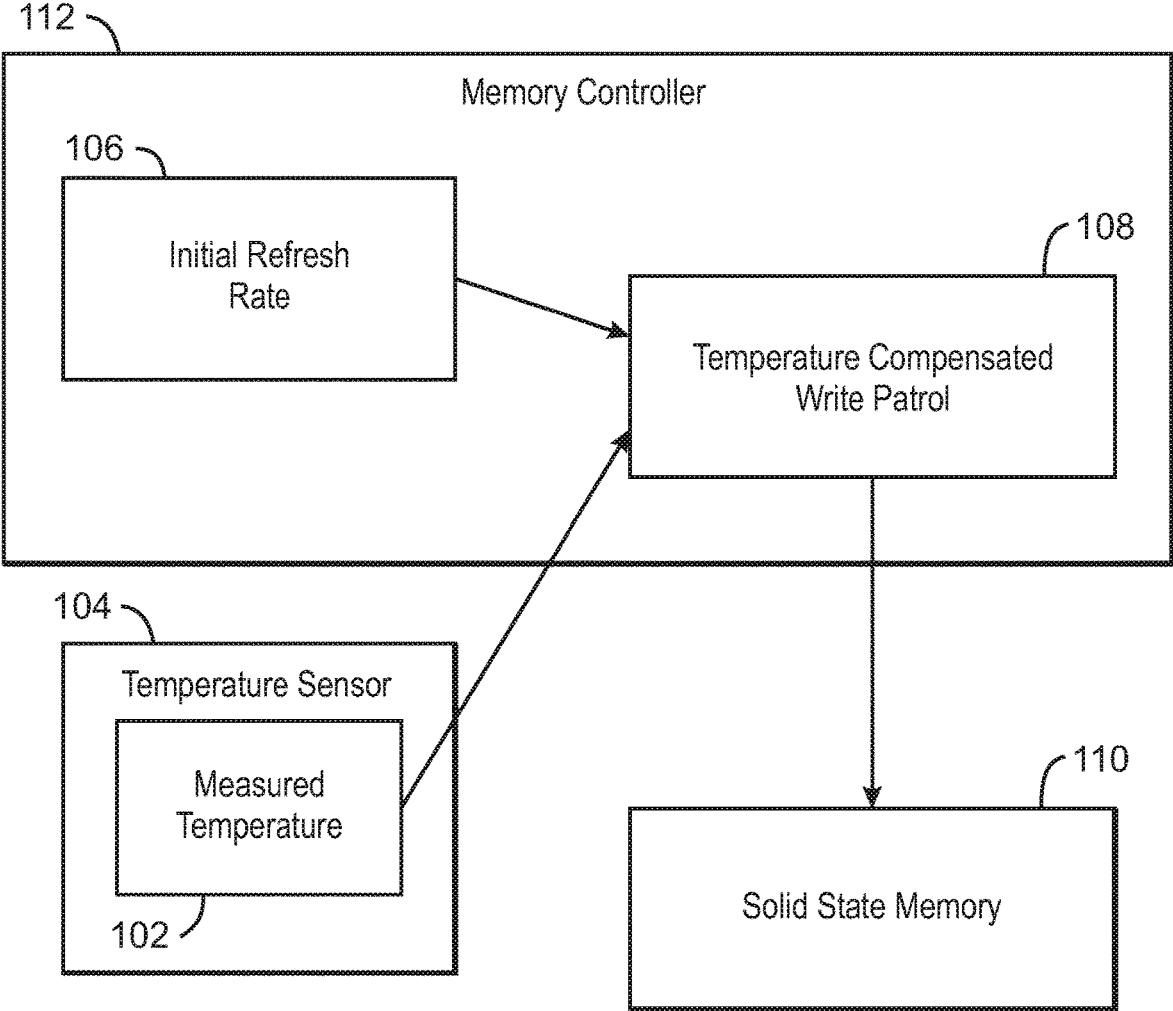 112
Memory Controller
106
Initial Refresh
Rate
108
Temperature Compensated
Write Patrol
104
Temperature Sensor
Measured
Temperature
102
110
Solid State Memory